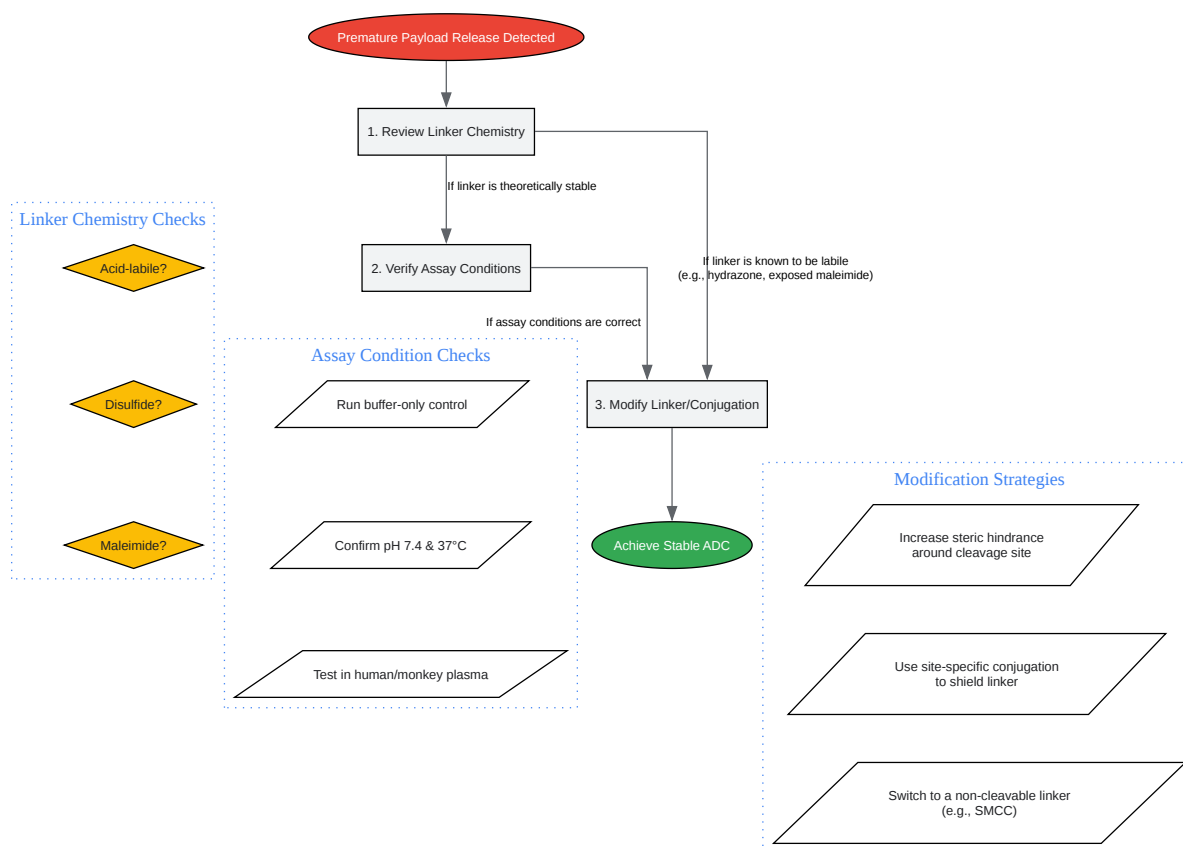 Premature Payload Release Detected
1. Review Linker Chemistry
If linker is theoretically stable
Linker Chemistry Checks
Acid-labile?
2. Verify Assay Conditions
If linker is known to be labile
(e.g., hydrazone, exposed maleimide)
If assay conditions are correct
Assay Condition Checks
Disulfide?
Run buffer-only control
3. Modify Linker/Conjugation
Modification Strategies
Maleimide?
Confirm pH 7.4 & 37°C
Achieve Stable ADC
Increase steric hindrance
around cleavage site
Test in human/monkey plasma
Use site-specific conjugation
to shield linker
Switch to a non-cleavable linker
(e.g., SMCC)